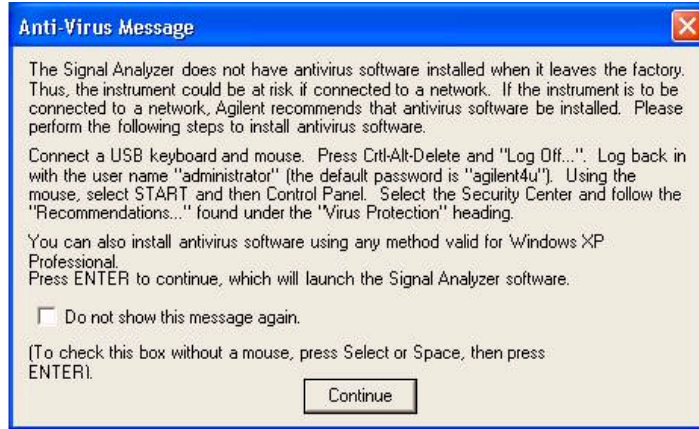 Anti-Virus Message
The Signal Analyzer does not have antivirus software installed when it leaves the factory.
Thus, the instrument could be at risk if connected to a network.  If the instrument is to be
connected to a network, Agilent recommends that antivirus software be installed.  Please
perform the following steps to install antivirus software.
Connect a USB keyboard and mouse.  Press Crtl-Alt-Delete and "Log Off...".  Log back in
with the user name "administrator" (the default password is "agilent4u").  Using the
mouse, select START and then Control Panel.  Select the Security Center and follow the
"Recommendations..." found under the "Virus Protection" heading.
You can also install antivirus software using any method valid for Windows XP
Professional.
Press ENTER to continue, which will launch the Signal Analyzer software.
Do not show this message again.
(To check this box without a mouse, press Select or Space, then press
ENTER).
Continue